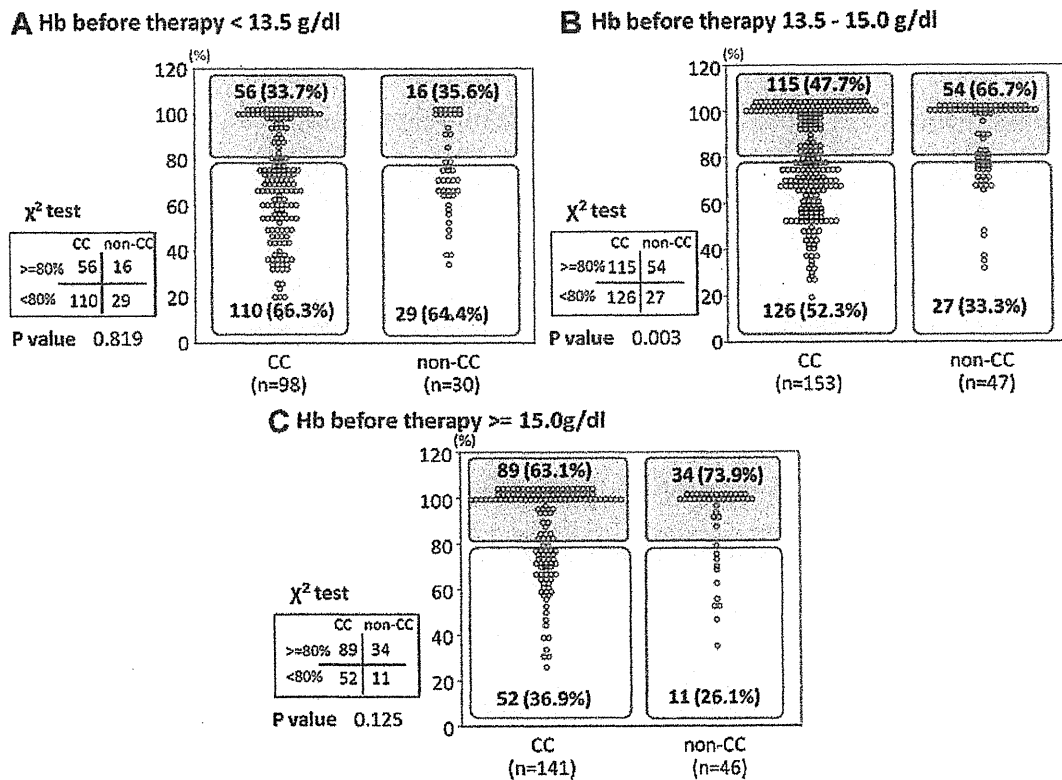 A Hb before therapy < 13.5 g/dl
(%)
120
100
80
60
40
20
0
56 (33.7%)
16 (35.6%)
110 (66.3%)
29 (64.4%)
χ² test
CC non-CC
>=80% 56 16
<80% 110 29
P value 0.819
CC
(n=98)
non-CC
(n=30)
B Hb before therapy 13.5 - 15.0 g/dl
(%)
120
100
80
60
40
20
0
115 (47.7%)
54 (66.7%)
126 (52.3%)
27 (33.3%)
χ² test
CC non-CC
>=80% 115 54
<80% 126 27
P value 0.003
CC
(n=153)
non-CC
(n=47)
C Hb before therapy >= 15.0g/dl
(%)
120
100
80
60
40
20
0
89 (63.1%)
34 (73.9%)
52 (36.9%)
11 (26.1%)
χ² test
CC non-CC
>=80% 89 34
<80% 52 11
P value 0.125
CC
(n=141)
non-CC
(n=46)